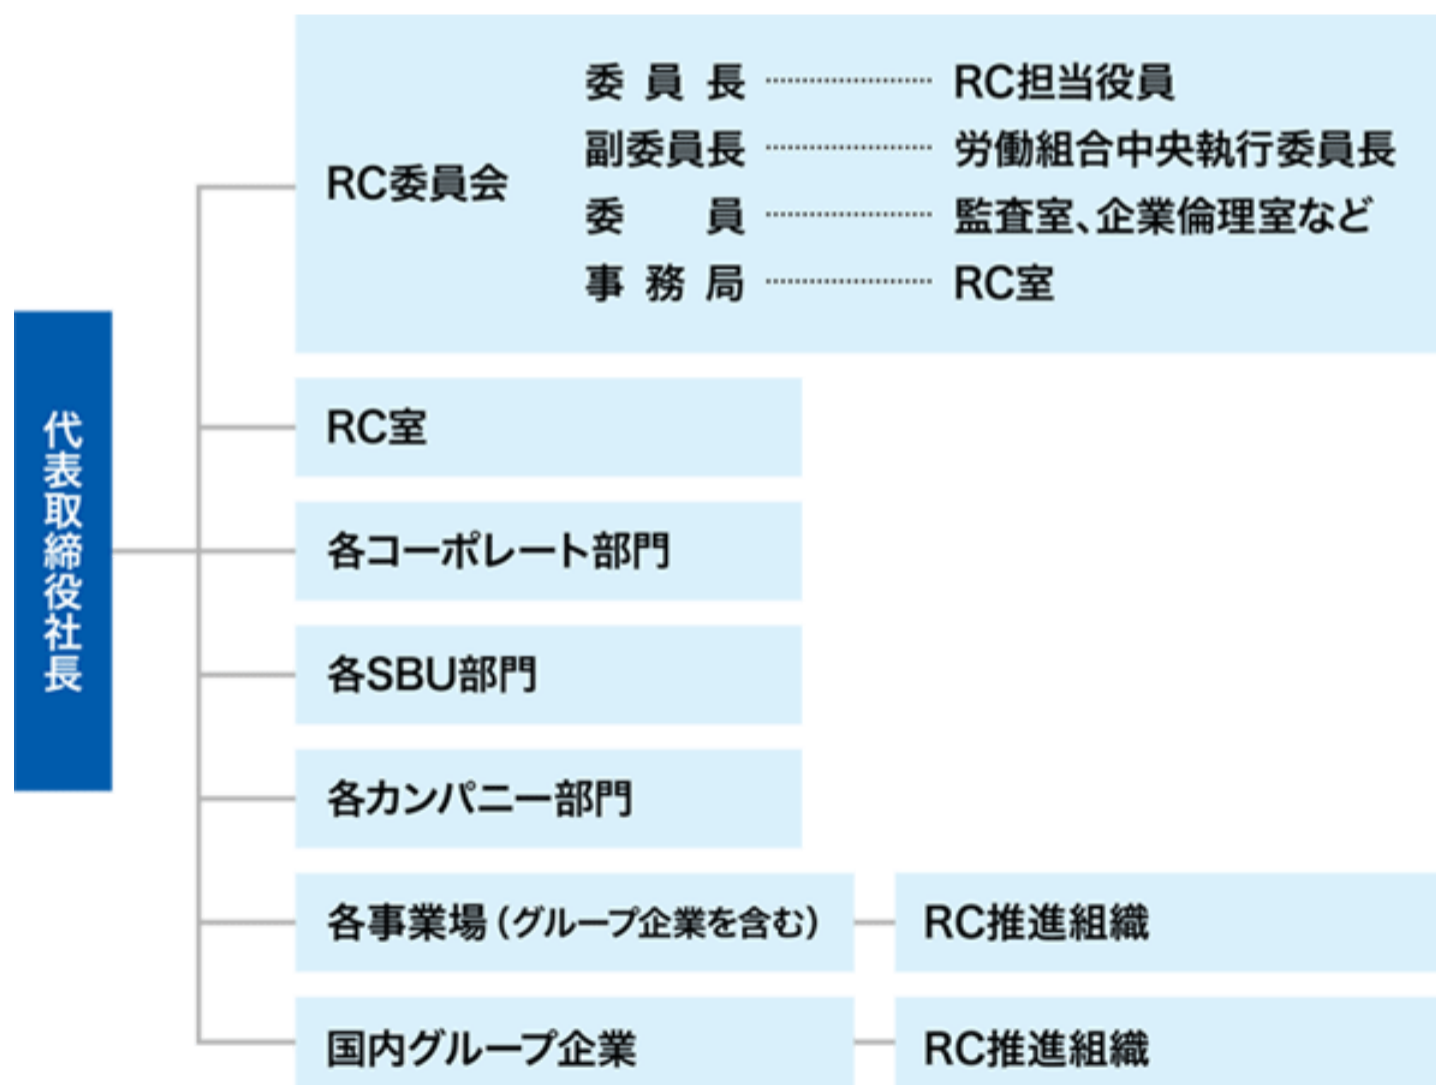 代表取締役社長
RC委員会
委員長 RC担当役員
副委員長 労働組合中央執行委員長
委員 監査室、企業倫理室など
事務局 RC室
RC室
各コーポレート部門
各SBU部門
各カンパニー部門
各事業場（グループ企業を含む） RC推進組織
国内グループ企業 RC推進組織